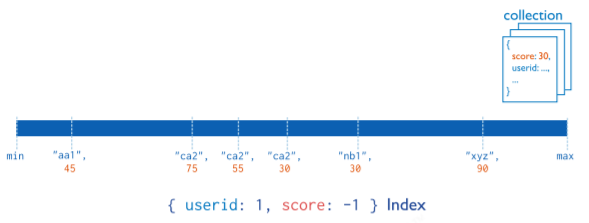 collection
{
score: 30,
userid: ...,
...
}
min "aa1", "ca2", "ca2", "ca2", "nb1", "xyz", max
45 75 55 30 30 90
{ userid: 1, score: -1 } Index